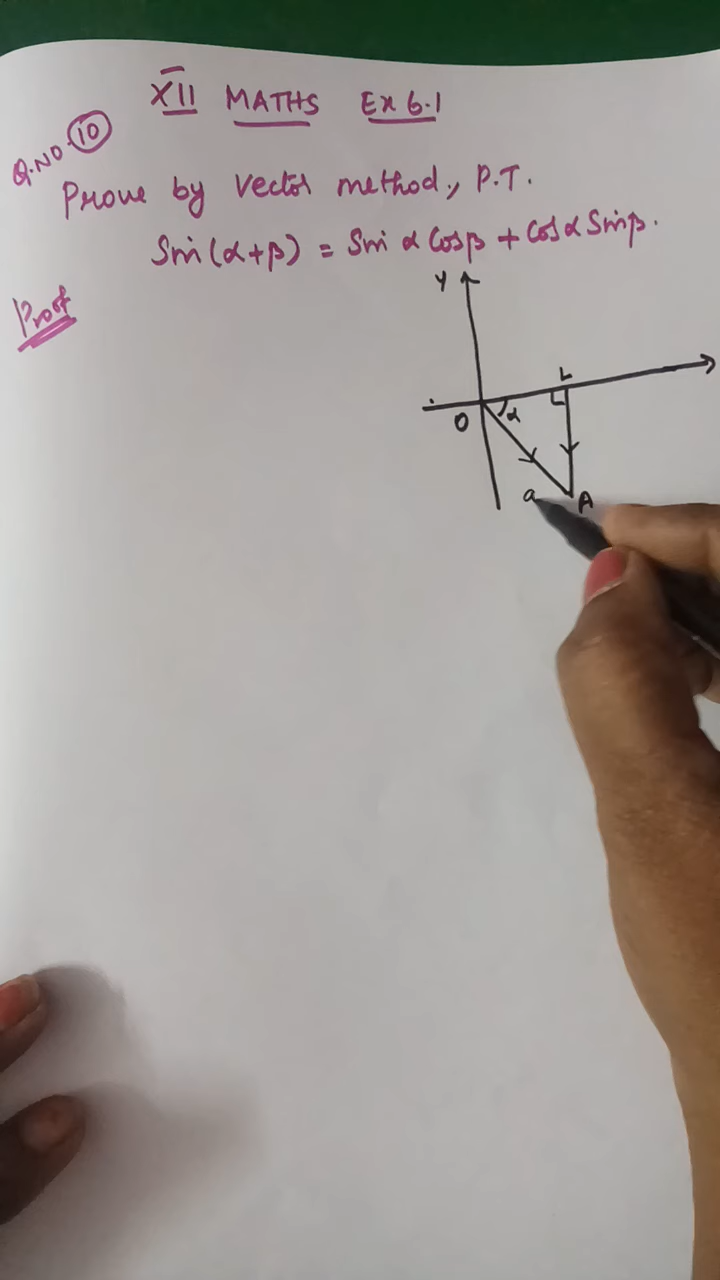 XII MATHS Ex 6.1
Q.NO. 10
Prove by vector method, P.T.
Sin (α+β) = Sin α Cosβ + Cosα Sinβ.
Proof
Y
L
O
α
a
A